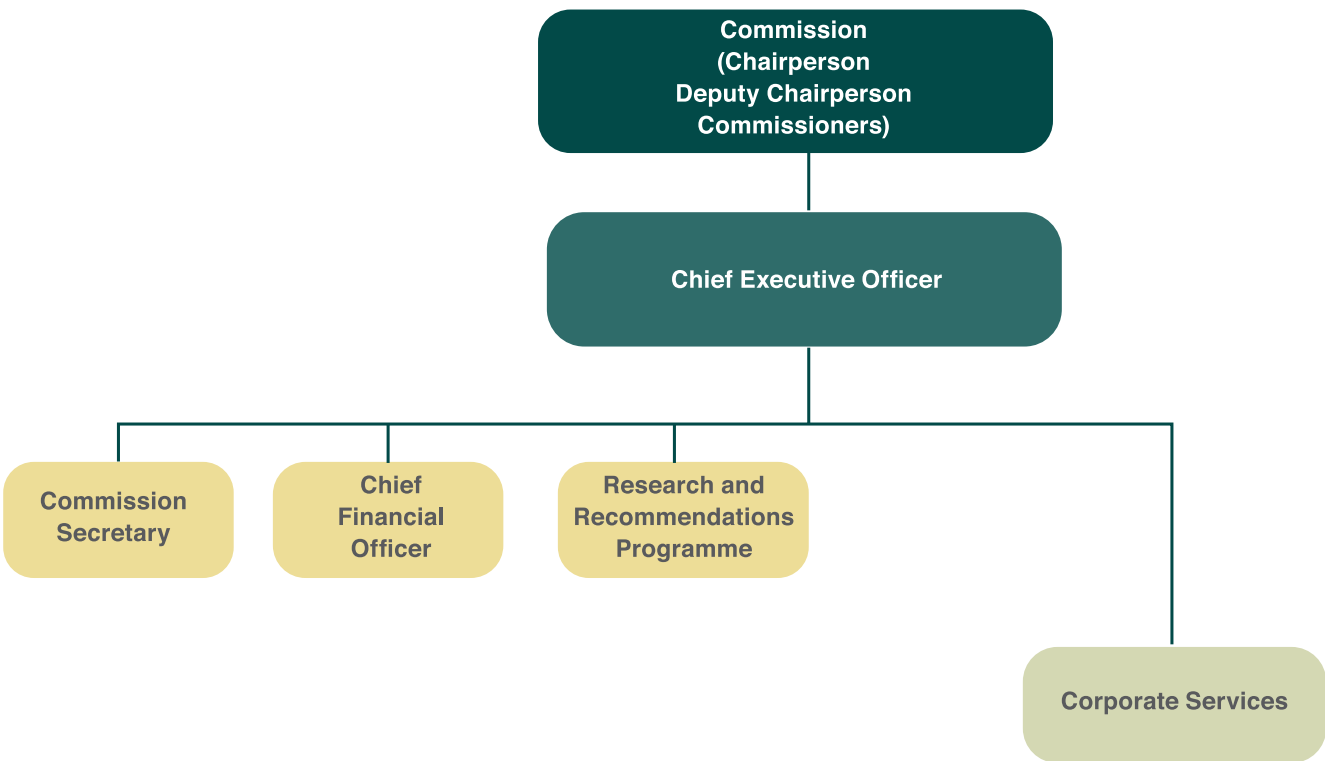 Commission
(Chairperson
Deputy Chairperson
Commissioners)
Chief Executive Officer
Commission
Secretary
Chief
Financial
Officer
Research and
Recommendations
Programme
Corporate Services